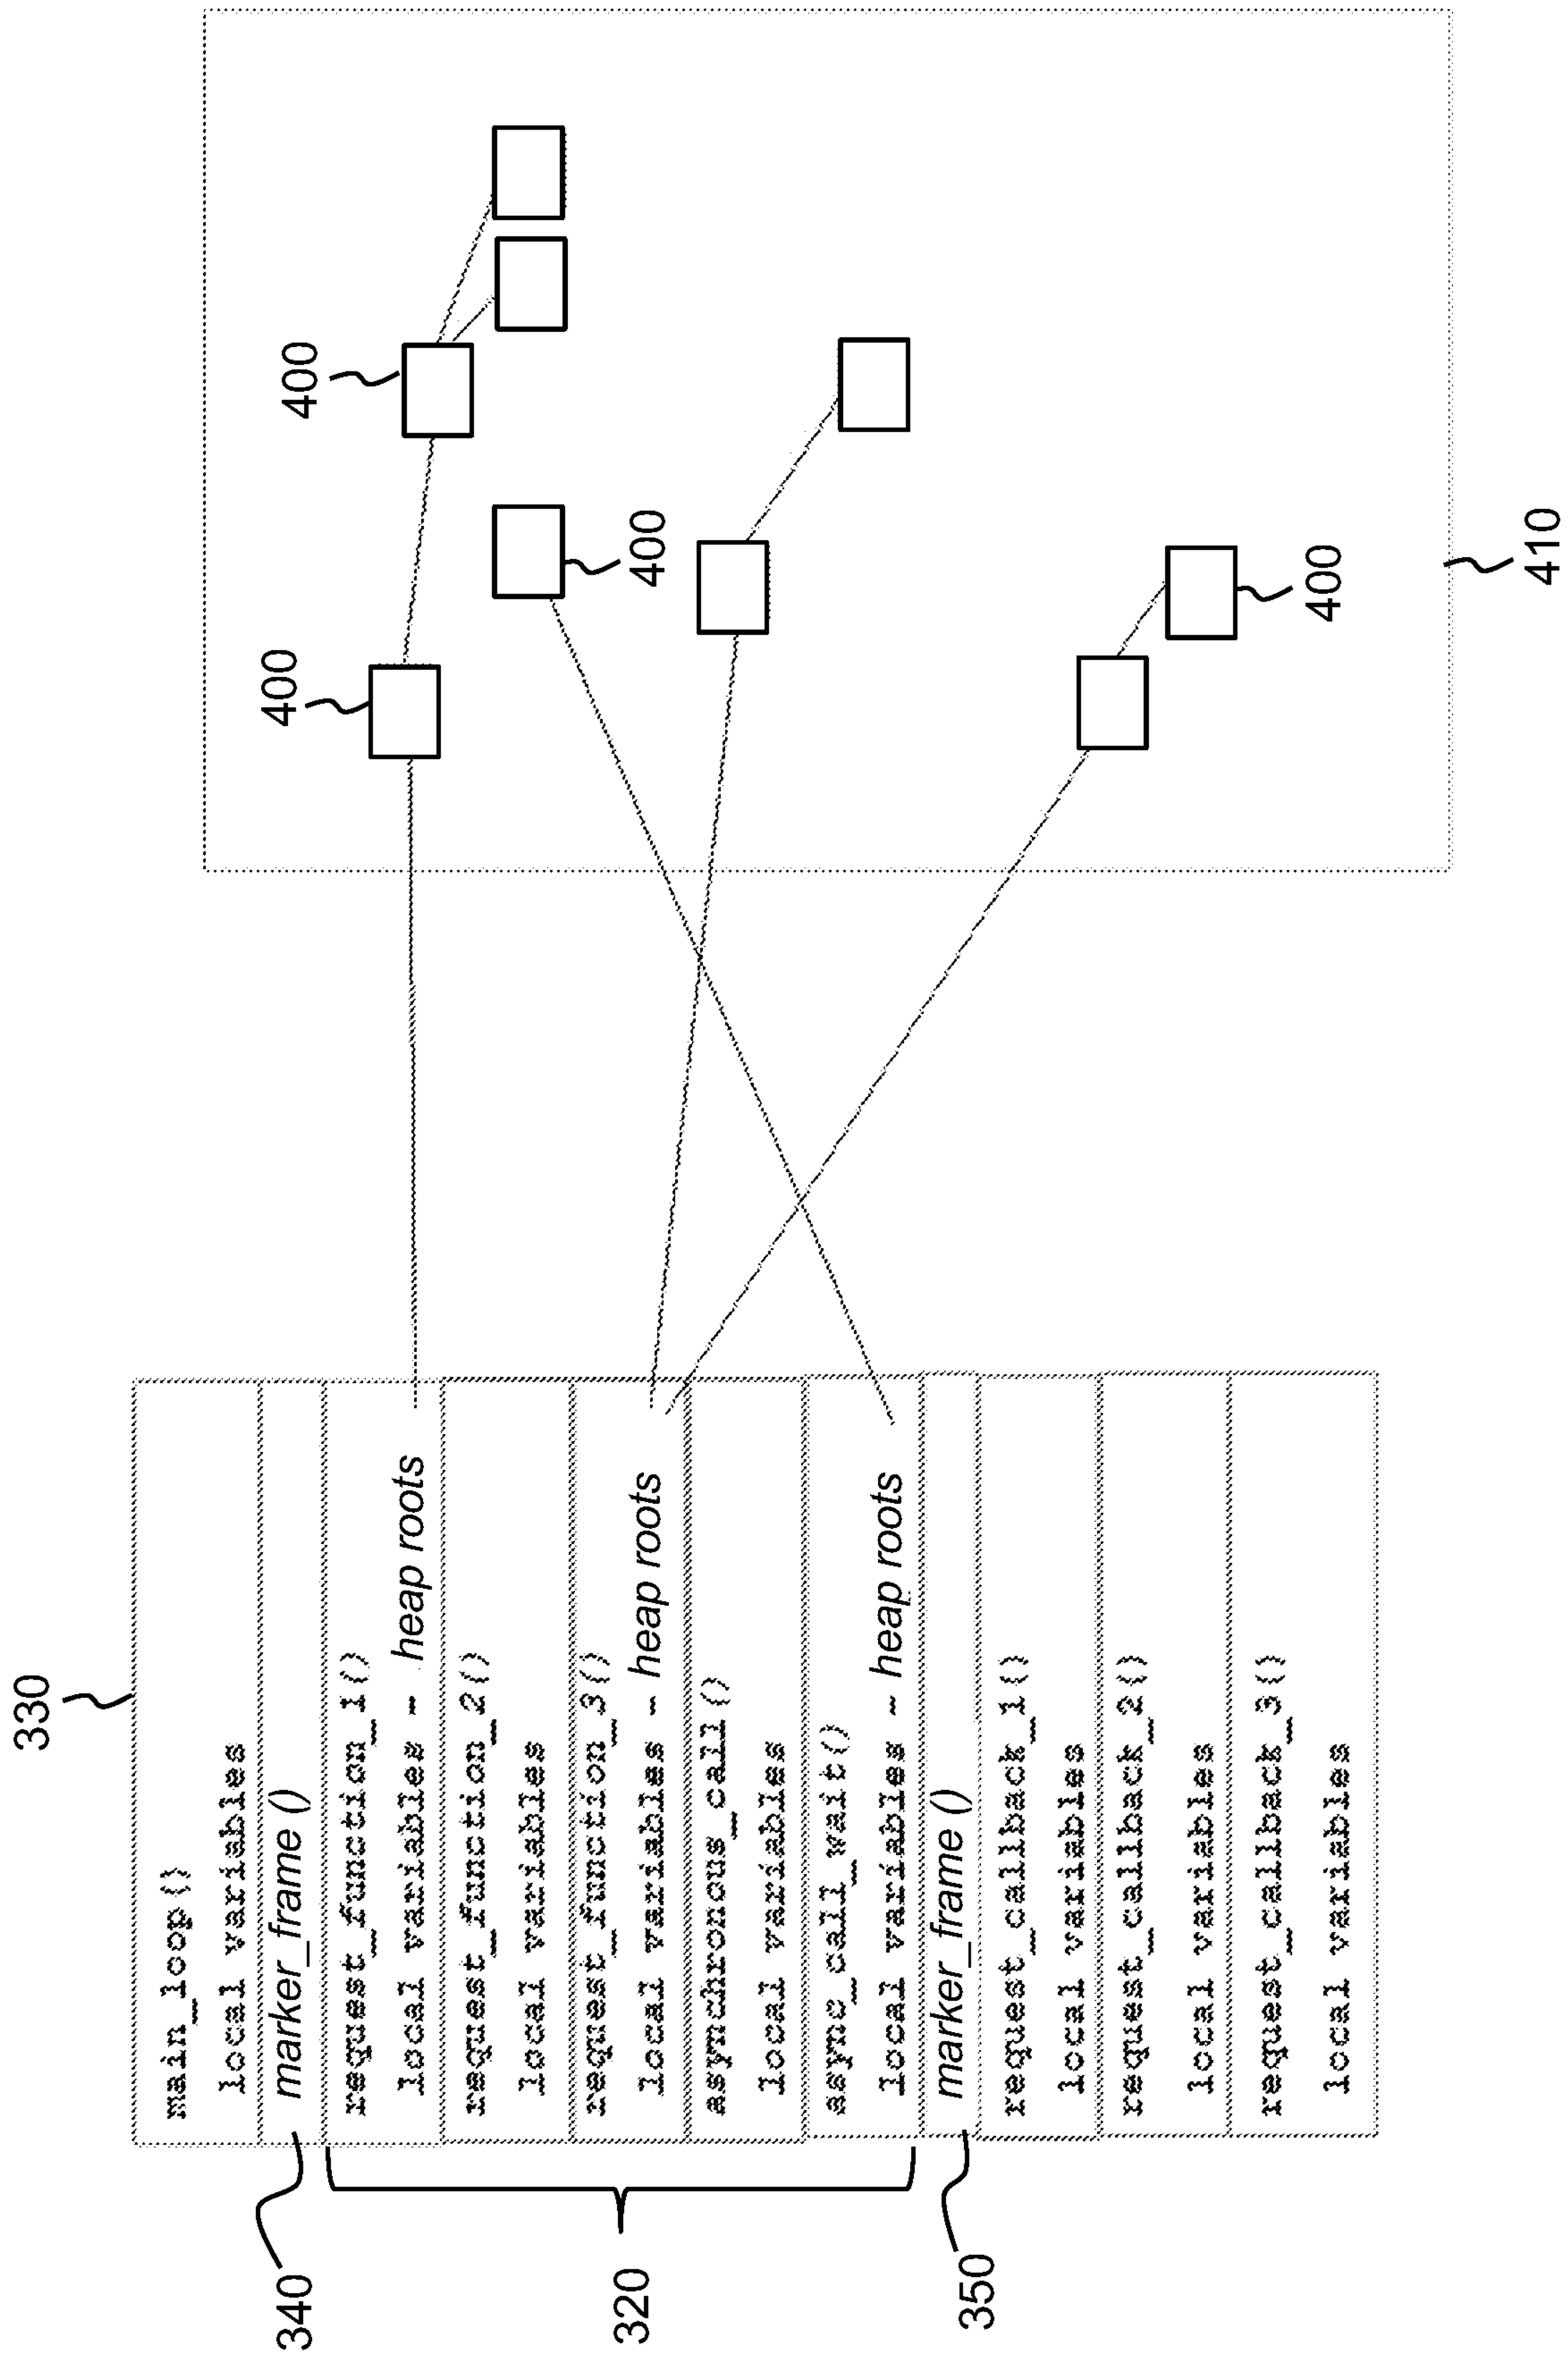 330
main_loop()
local variables
340
marker_frame ()
320
request_function_1()
local variables - heap roots
request_function_2()
local variables
request_function_3()
local variables - heap roots
asynchronous_call()
local variables
async_call_wait()
local variables - heap roots
350
marker_frame ()
request_callback_1()
local variables
request_callback_2()
local variables
request_callback_3()
local variables
400
400
400
400
410